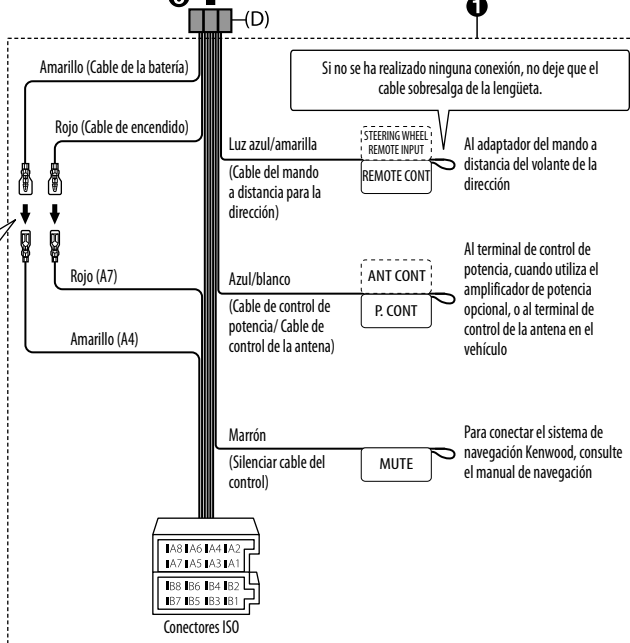 (D)
1
Amarillo (Cable de la batería)
Si no se ha realizado ninguna conexión, no deje que el
cable sobresalga de la lengüeta.
Rojo (Cable de encendido)
Luz azul/amarilla
(Cable del mando
a distancia para la
dirección)
STEERING WHEEL
REMOTE INPUT
REMOTE CONT
Al adaptador del mando a
distancia del volante de la
dirección
Rojo (A7)
Amarillo (A4)
Azul/blanco
(Cable de control de
potencia/ Cable de
control de la antena)
ANT CONT
P. CONT
Al terminal de control de
potencia, cuando utiliza el
amplificador de potencia
opcional, o al terminal de
control de la antena en el
vehículo
Marrón
(Silenciar cable del
control)
MUTE
Para conectar el sistema de
navegación Kenwood, consulte
el manual de navegación
A8 A6 A4 A2
A7 A5 A3 A1
B8 B6 B4 B2
B7 B5 B3 B1
Conectores ISO